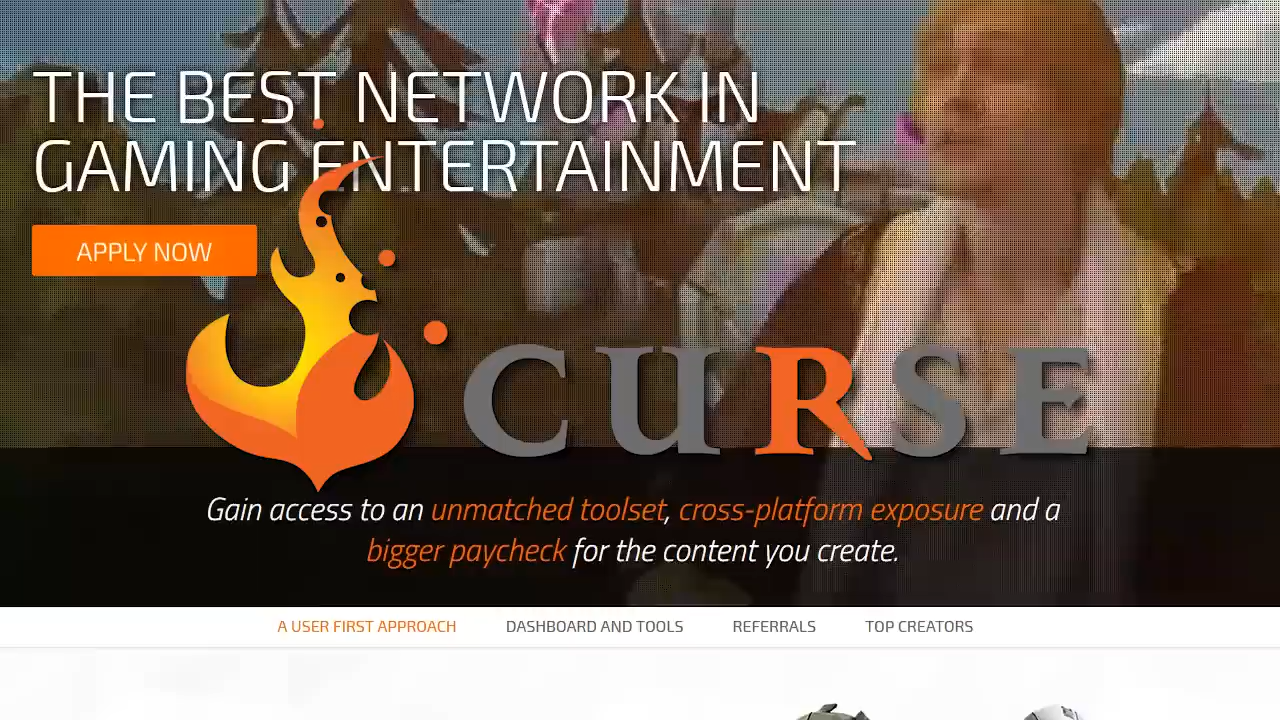 THE BEST NETWORK IN
GAMING ENTERTAINMENT
APPLY NOW
CURSE
Gain access to an unmatched toolset, cross-platform exposure and a
bigger paycheck for the content you create.
A USER FIRST APPROACH DASHBOARD AND TOOLS REFERRALS TOP CREATORS